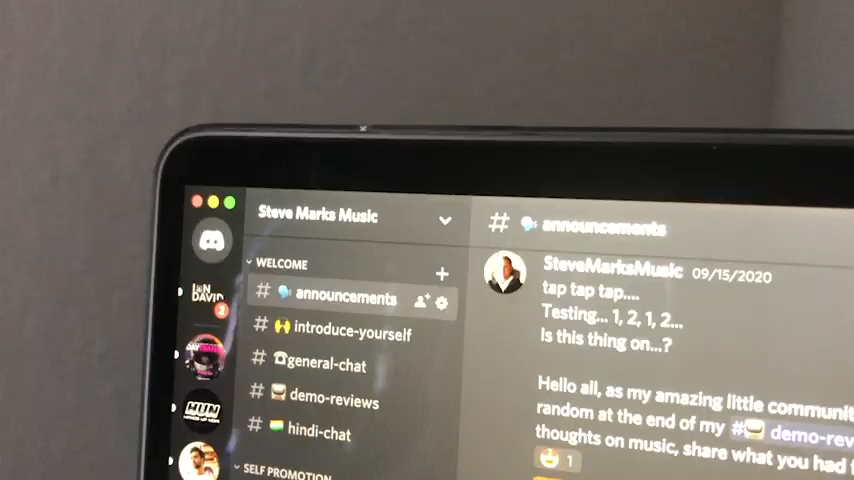 Steve Marks Music
# announcements
WELCOME
# announcements
# introduce-yourself
# general-chat
# demo-reviews
# hindi-chat
SELF PROMOTION
JON
DAVID
2
SteveMarksMusic 09/15/2020
tap tap tap....
Testing... 1, 2, 1, 2...
Is this thing on...?
Hello all, as my amazing little
random at the end of my # demo-rev
thoughts on music, share what you had
1